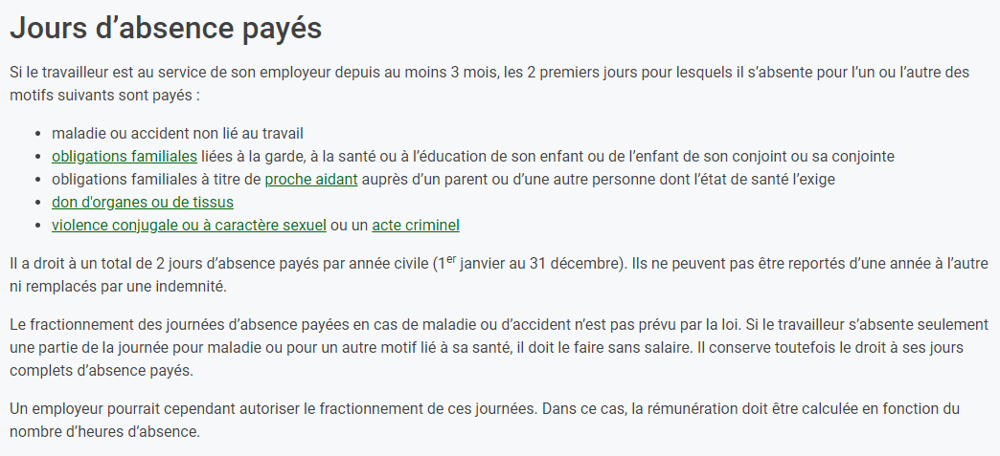 Jours d’absence payés
Si le travailleur est au service de son employeur depuis au moins 3 mois, les 2 premiers jours pour lesquels il s’absente pour l’un ou l’autre des
motifs suivants sont payés :
• maladie ou accident non lié au travail
• obligations familiales liées à la garde, à la santé ou à l’éducation de son enfant ou de l’enfant de son conjoint ou sa conjointe
• obligations familiales à titre de proche aidant auprès d’un parent ou d’une autre personne dont l’état de santé l’exige
• don d'organes ou de tissus
• violence conjugale ou à caractère sexuel ou un acte criminel
Il a droit à un total de 2 jours d’absence payés par année civile (1er janvier au 31 décembre). Ils ne peuvent pas être reportés d’une année à l’autre
ni remplacés par une indemnité.
Le fractionnement des journées d’absence payées en cas de maladie ou d’accident n’est pas prévu par la loi. Si le travailleur s’absente seulement
une partie de la journée pour maladie ou pour un autre motif lié à sa santé, il doit le faire sans salaire. Il conserve toutefois le droit à ses jours
complets d’absence payés.
Un employeur pourrait cependant autoriser le fractionnement de ces journées. Dans ce cas, la rémunération doit être calculée en fonction du
nombre d’heures d’absence.